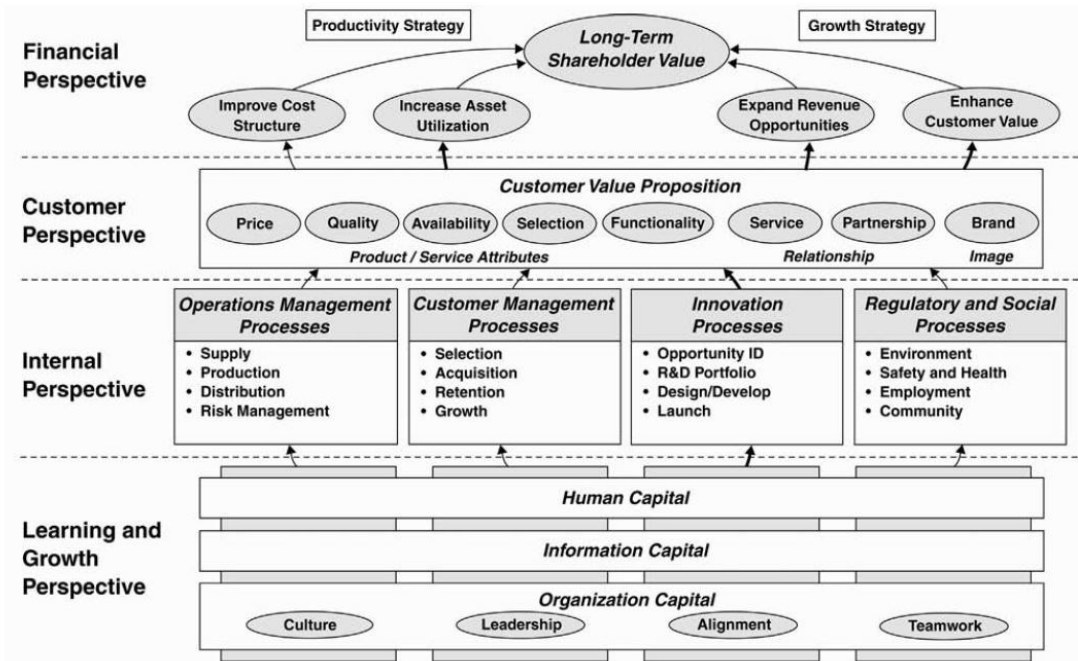 Financial
Perspective
Productivity Strategy
Long-Term
Shareholder Value
Growth Strategy
Improve Cost
Structure
Increase Asset
Utilization
Expand Revenue
Opportunities
Enhance
Customer Value
Customer
Perspective
Customer Value Proposition
Price
Quality
Availability
Selection
Functionality
Service
Partnership
Brand
Product / Service Attributes
Relationship
Image
Internal
Perspective
Operations Management
Processes
• Supply
• Production
• Distribution
• Risk Management
Customer Management
Processes
• Selection
• Acquisition
• Retention
• Growth
Innovation
Processes
• Opportunity ID
• R&D Portfolio
• Design/Develop
• Launch
Regulatory and Social
Processes
• Environment
• Safety and Health
• Employment
• Community
Learning and
Growth
Perspective
Human Capital
Information Capital
Organization Capital
Culture
Leadership
Alignment
Teamwork